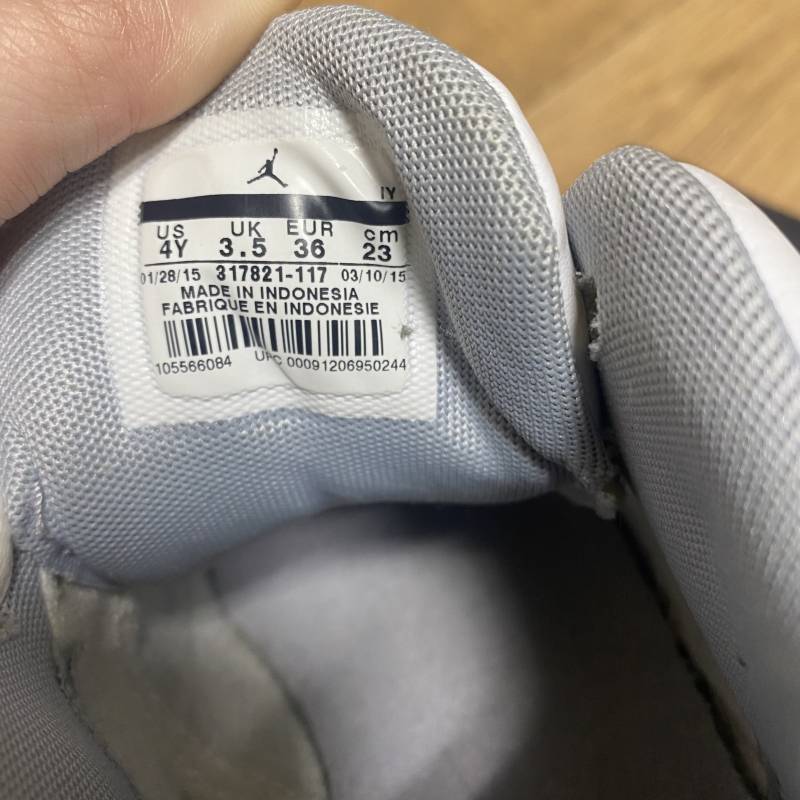 IY
US UK EUR cm
4Y 3.5 36 23
01/28/15 317821-117 03/10/15
MADE IN INDONESIA
FABRIQUE EN INDONESIE
105566084 UPC 00091206950244